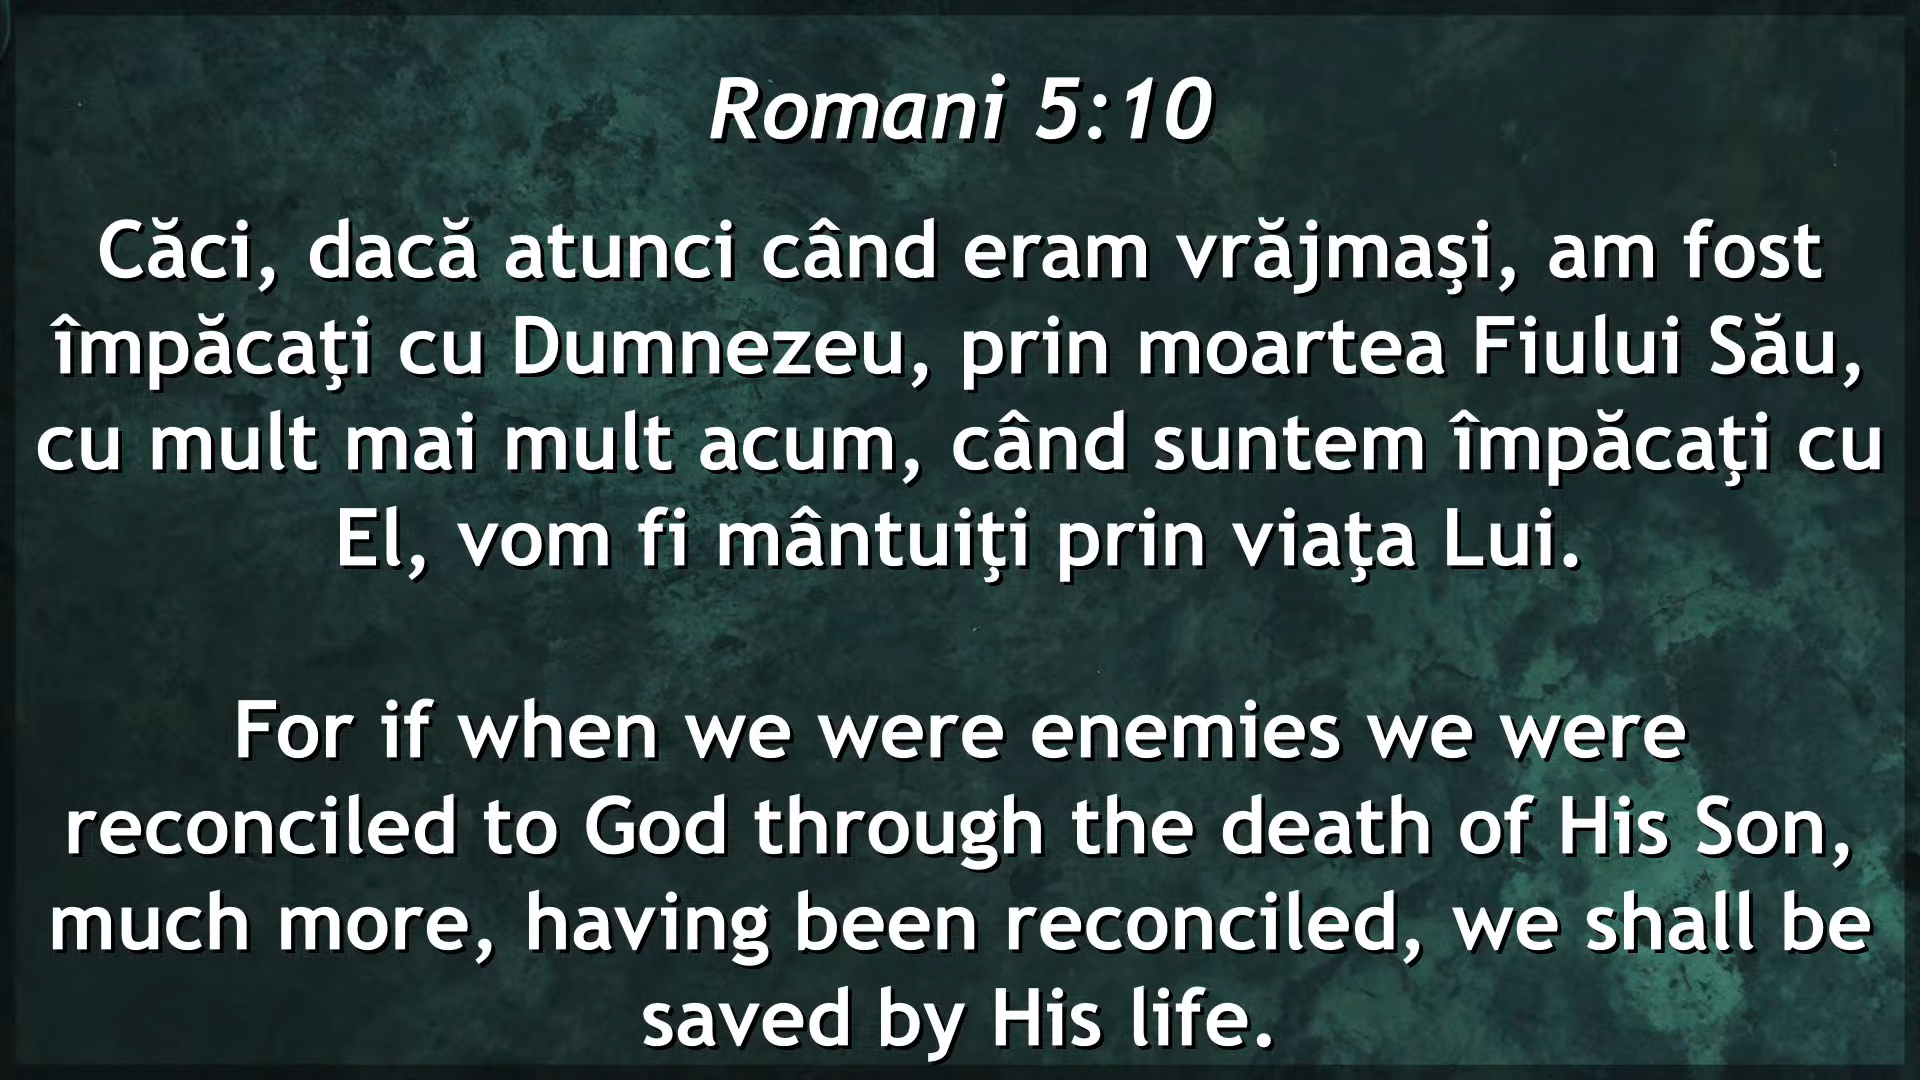 Romani 5:10
Căci, dacă atunci când eram vrăjmaşi, am fost
împăcaţi cu Dumnezeu, prin moartea Fiului Său,
cu mult mai mult acum, când suntem împăcaţi cu
El, vom fi mântuiţi prin viaţa Lui.
For if when we were enemies we were
reconciled to God through the death of His Son,
much more, having been reconciled, we shall be
saved by His life.